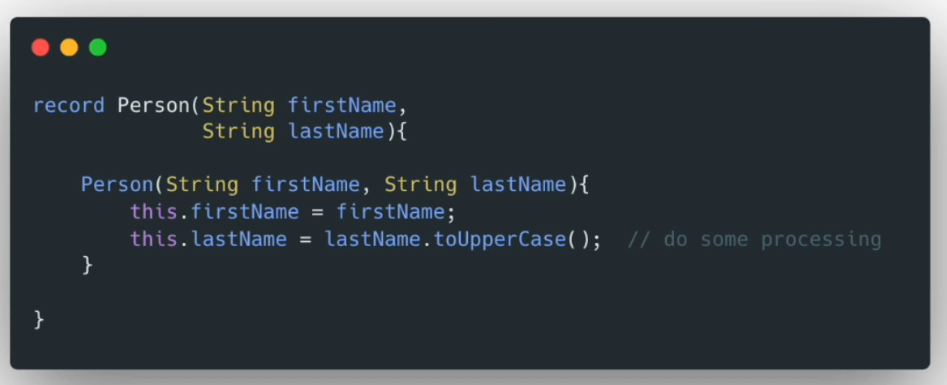 record Person(String firstName,
              String lastName){
    Person(String firstName, String lastName){
        this.firstName = firstName;
        this.lastName = lastName.toUpperCase();  // do some processing
    }
}